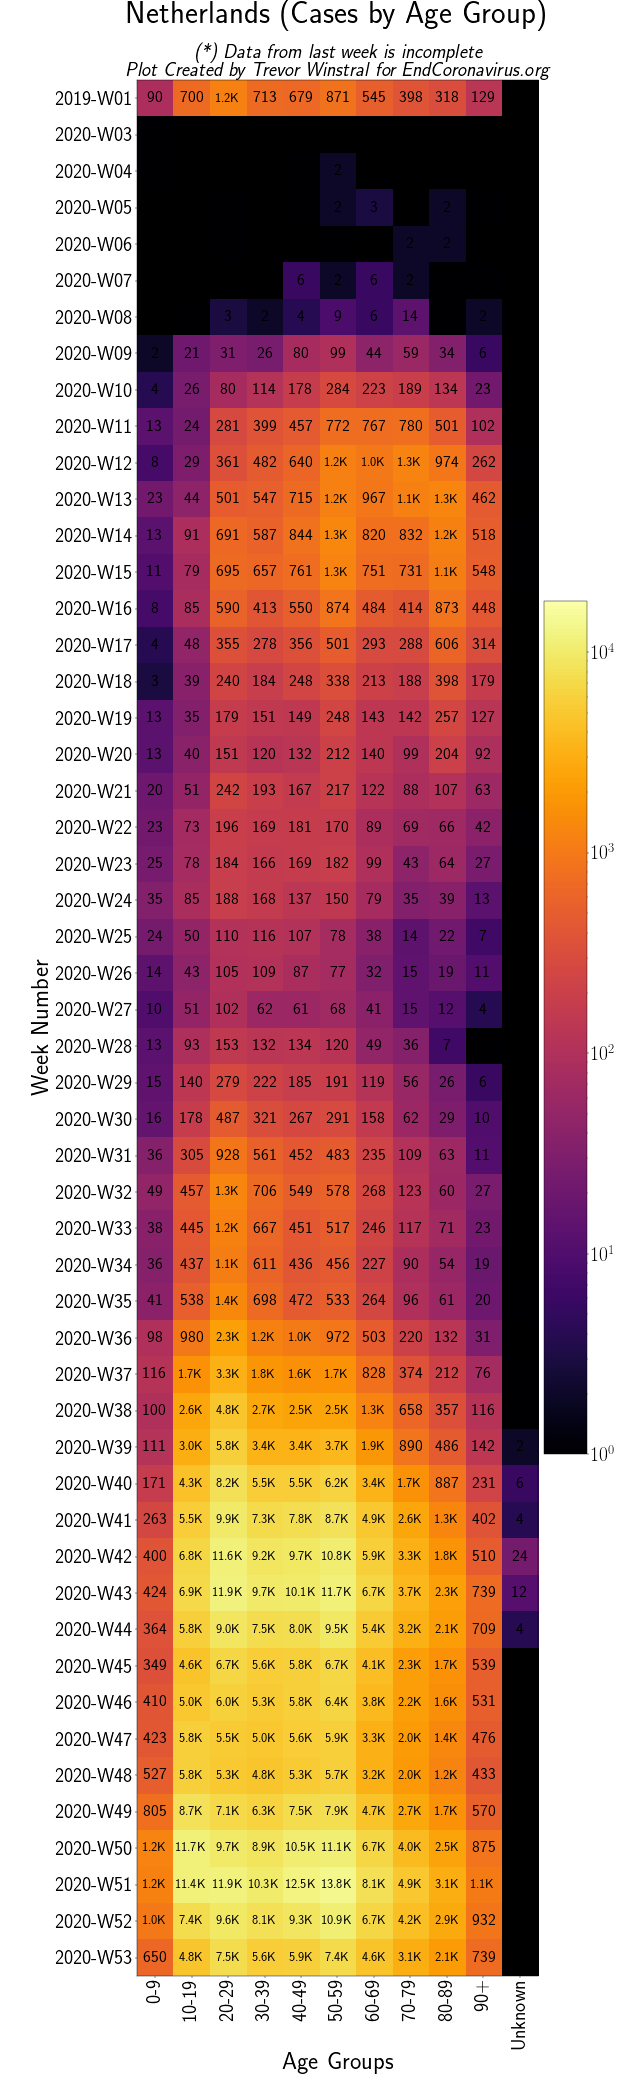 Netherlands (Cases by Age Group)
(*) Data from last week is incomplete
Plot Created by Trevor Winstral for EndCoronavirus.org
2019-W01 90 700 1.2K 713 679 871 545 398 318 129
2020-W03
2020-W04 2
2020-W05 2 3 2
2020-W06 2 2
2020-W07 6 2 6 2
2020-W08 3 2 4 9 6 14 2
2020-W09 2 21 31 26 80 99 44 59 34 6
2020-W10 4 26 80 114 178 284 223 189 134 23
2020-W11 13 24 281 399 457 772 767 780 501 102
2020-W12 8 29 361 482 640 1.2K 1.0K 1.3K 974 262
2020-W13 23 44 501 547 715 1.2K 967 1.1K 1.3K 462
2020-W14 13 91 691 587 844 1.3K 820 832 1.2K 518
2020-W15 11 79 695 657 761 1.3K 751 731 1.1K 548
2020-W16 8 85 590 413 550 874 484 414 873 448
2020-W17 4 48 355 278 356 501 293 288 606 314
10⁴
2020-W18 3 39 240 184 248 338 213 188 398 179
2020-W19 13 35 179 151 149 248 143 142 257 127
2020-W20 13 40 151 120 132 212 140 99 204 92
2020-W21 20 51 242 193 167 217 122 88 107 63
2020-W22 23 73 196 169 181 170 89 69 66 42
10³
2020-W23 25 78 184 166 169 182 99 43 64 27
2020-W24 35 85 188 168 137 150 79 35 39 13
2020-W25 24 50 110 116 107 78 38 14 22 7
2020-W26 14 43 105 109 87 77 32 15 19 11
2020-W27 10 51 102 62 61 68 41 15 12 4
Week Number
2020-W28 13 93 153 132 134 120 49 36 7
10²
2020-W29 15 140 279 222 185 191 119 56 26 6
2020-W30 16 178 487 321 267 291 158 62 29 10
2020-W31 36 305 928 561 452 483 235 109 63 11
2020-W32 49 457 1.3K 706 549 578 268 123 60 27
2020-W33 38 445 1.2K 667 451 517 246 117 71 23
10¹
2020-W34 36 437 1.1K 611 436 456 227 90 54 19
2020-W35 41 538 1.4K 698 472 533 264 96 61 20
2020-W36 98 980 2.3K 1.2K 1.0K 972 503 220 132 31
2020-W37 116 1.7K 3.3K 1.8K 1.6K 1.7K 828 374 212 76
2020-W38 100 2.6K 4.8K 2.7K 2.5K 2.5K 1.3K 658 357 116
2020-W39 111 3.0K 5.8K 3.4K 3.4K 3.7K 1.9K 890 486 142 2
10⁰
2020-W40 171 4.3K 8.2K 5.5K 5.5K 6.2K 3.4K 1.7K 887 231 6
2020-W41 263 5.5K 9.9K 7.3K 7.8K 8.7K 4.9K 2.6K 1.3K 402 4
2020-W42 400 6.8K 11.6K 9.2K 9.7K 10.8K 5.9K 3.3K 1.8K 510 24
2020-W43 424 6.9K 11.9K 9.7K 10.1K 11.7K 6.7K 3.7K 2.3K 739 12
2020-W44 364 5.8K 9.0K 7.5K 8.0K 9.5K 5.4K 3.2K 2.1K 709 4
2020-W45 349 4.6K 6.7K 5.6K 5.8K 6.7K 4.1K 2.3K 1.7K 539
2020-W46 410 5.0K 6.0K 5.3K 5.8K 6.4K 3.8K 2.2K 1.6K 531
2020-W47 423 5.8K 5.5K 5.0K 5.6K 5.9K 3.3K 2.0K 1.4K 476
2020-W48 527 5.8K 5.3K 4.8K 5.3K 5.7K 3.2K 2.0K 1.2K 433
2020-W49 805 8.7K 7.1K 6.3K 7.5K 7.9K 4.7K 2.7K 1.7K 570
2020-W50 1.2K 11.7K 9.7K 8.9K 10.5K 11.1K 6.7K 4.0K 2.5K 875
2020-W51 1.2K 11.4K 11.9K 10.3K 12.5K 13.8K 8.1K 4.9K 3.1K 1.1K
2020-W52 1.0K 7.4K 9.6K 8.1K 9.3K 10.9K 6.7K 4.2K 2.9K 932
2020-W53 650 4.8K 7.5K 5.6K 5.9K 7.4K 4.6K 3.1K 2.1K 739
0-9 10-19 20-29 30-39 40-49 50-59 60-69 70-79 80-89 90+ Unknown
Age Groups